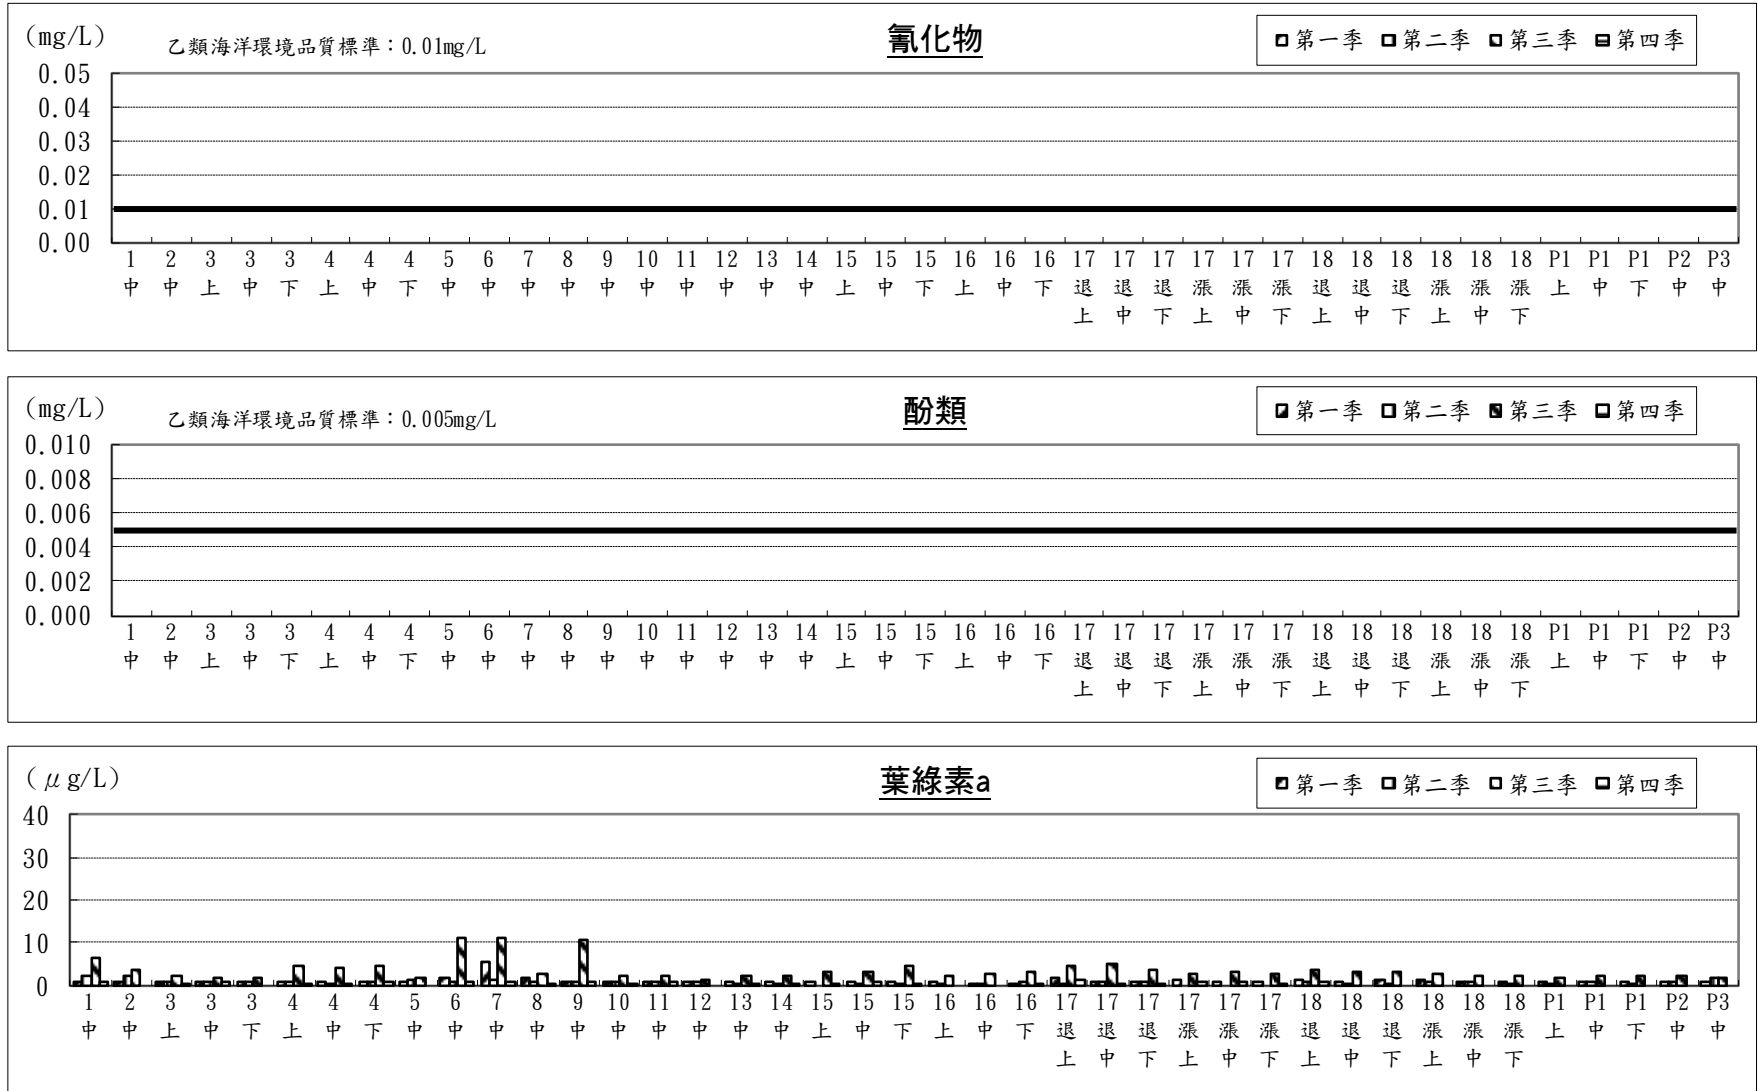 (mg/L)
乙類海洋環境品質標準：0.01mg/L
氰化物
第一季 第二季 第三季 第四季
0.05
0.04
0.03
0.02
0.01
0.00
1 2 3 3 3 4 4 4 5 6 7 8 9 10 11 12 13 14 15 15 15 16 16 16 17 17 17 17 17 17 18 18 18 18 18 18 P1 P1 P1 P2 P3
中 中 上 中 下 上 中 下 中 中 中 中 中 中 中 中 中 中 上 中 下 上 中 下 退 退 退 漲 漲 漲 退 退 退 漲 漲 漲 上 中 下 中 中
上 中 下 上 中 下 上 中 下 上 中 下
(mg/L)
乙類海洋環境品質標準：0.005mg/L
酚類
第一季 第二季 第三季 第四季
0.010
0.008
0.006
0.004
0.002
0.000
1 2 3 3 3 4 4 4 5 6 7 8 9 10 11 12 13 14 15 15 15 16 16 16 17 17 17 17 17 17 18 18 18 18 18 18 P1 P1 P1 P2 P3
中 中 上 中 下 上 中 下 中 中 中 中 中 中 中 中 中 中 上 中 下 上 中 下 退 退 退 漲 漲 漲 退 退 退 漲 漲 漲 上 中 下 中 中
上 中 下 上 中 下 上 中 下 上 中 下
(μg/L)
葉綠素a
第一季 第二季 第三季 第四季
40
30
20
10
0
1 2 3 3 3 4 4 4 5 6 7 8 9 10 11 12 13 14 15 15 15 16 16 16 17 17 17 17 17 17 18 18 18 18 18 18 P1 P1 P1 P2 P3
中 中 上 中 下 上 中 下 中 中 中 中 中 中 中 中 中 中 上 中 下 上 中 下 退 退 退 漲 漲 漲 退 退 退 漲 漲 漲 上 中 下 中 中
上 中 下 上 中 下 上 中 下 上 中 下